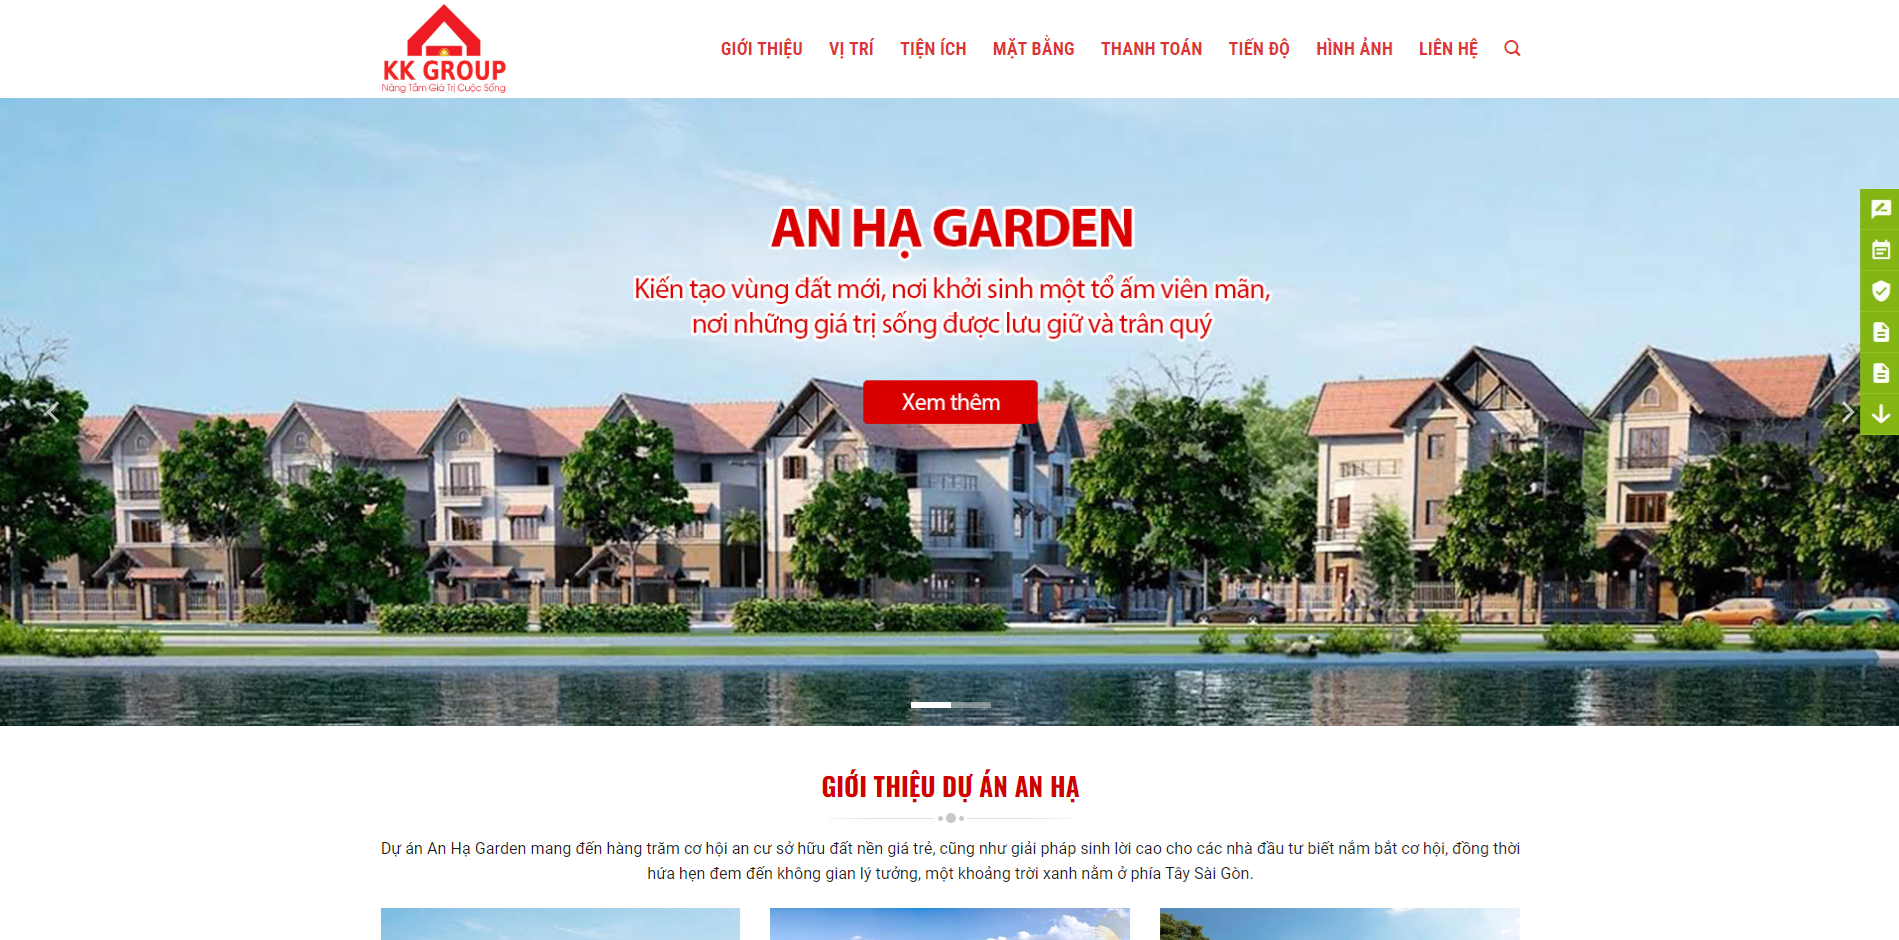 KK GROUP
Nâng Tầm Giá Trị Cuộc Sống
GIỚI THIỆU
VỊ TRÍ
TIỆN ÍCH
MẶT BẰNG
THANH TOÁN
TIẾN ĐỘ
HÌNH ẢNH
LIÊN HỆ
AN HẠ GARDEN
Kiến tạo vùng đất mới, nơi khởi sinh một tổ ấm viên mãn,
nơi những giá trị sống được lưu giữ và trân quý
Xem thêm
GIỚI THIỆU DỰ ÁN AN HẠ
Dự án An Hạ Garden mang đến hàng trăm cơ hội an cư sở hữu đất nền giá trẻ, cũng như giải pháp sinh lời cao cho các nhà đầu tư biết nắm bắt cơ hội, đồng thời
hứa hẹn đem đến không gian lý tưởng, một khoảng trời xanh nằm ở phía Tây Sài Gòn.